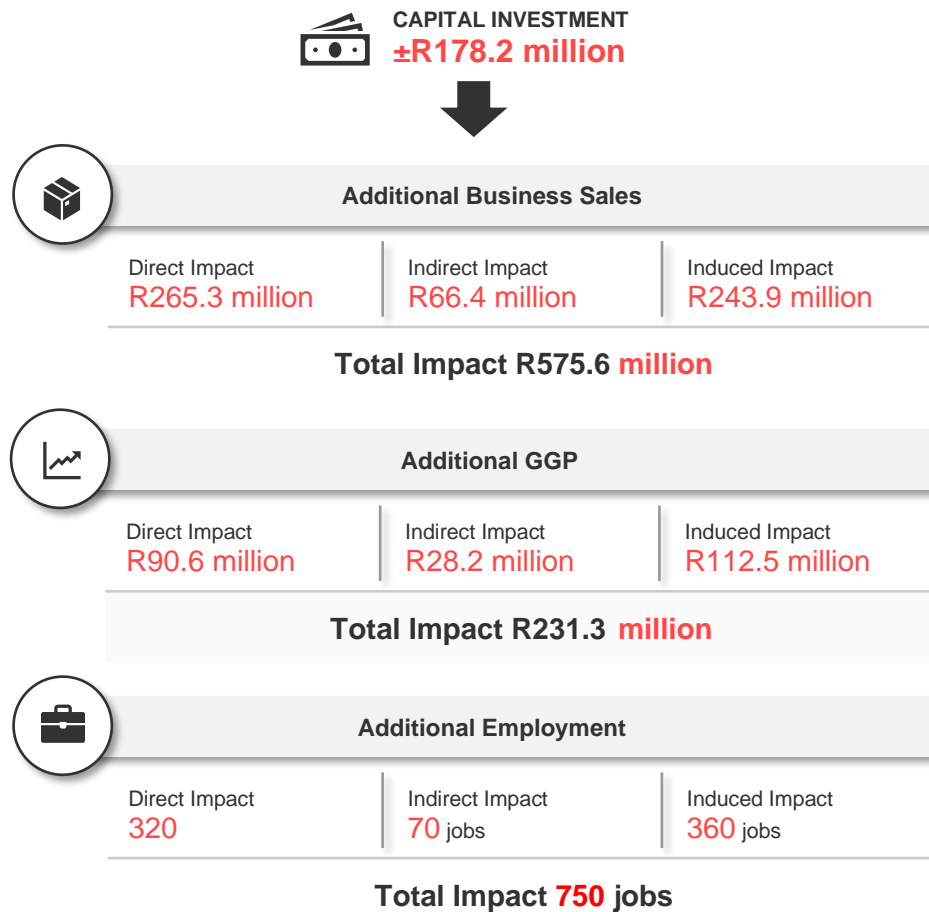 CAPITAL INVESTMENT
±R178.2 million
Additional Business Sales
Direct Impact
R265.3 million
Indirect Impact
R66.4 million
Induced Impact
R243.9 million
Total Impact R575.6 million
Additional GGP
Direct Impact
R90.6 million
Indirect Impact
R28.2 million
Induced Impact
R112.5 million
Total Impact R231.3 million
Additional Employment
Direct Impact
320
Indirect Impact
70 jobs
Induced Impact
360 jobs
Total Impact 750 jobs